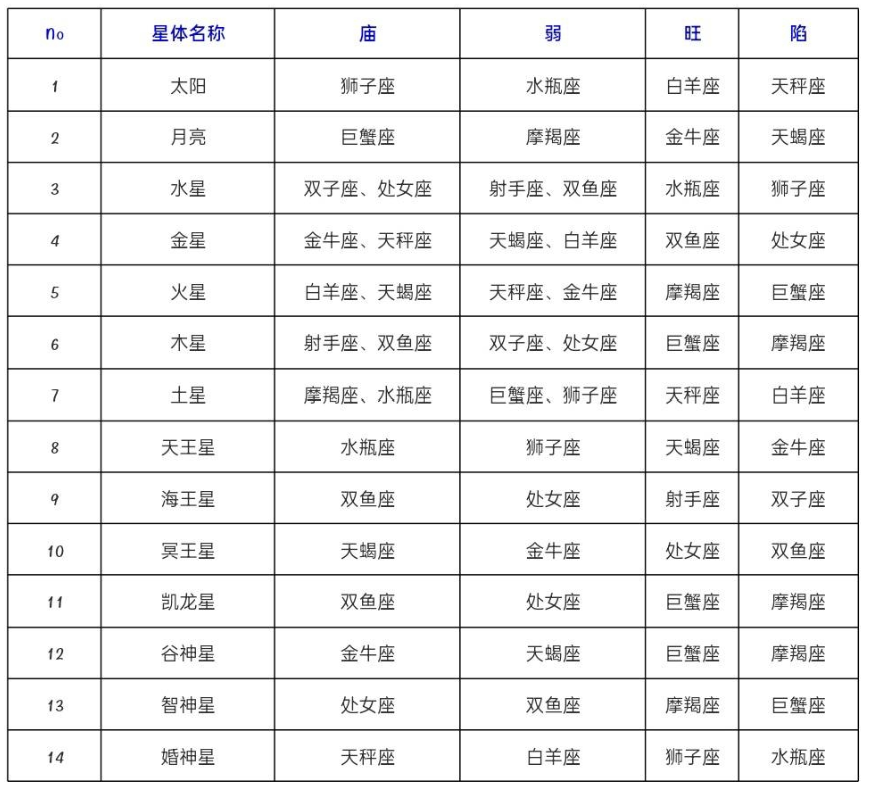 no 星体名称 庙 弱 旺 陷
1 太阳 狮子座 水瓶座 白羊座 天秤座
2 月亮 巨蟹座 摩羯座 金牛座 天蝎座
3 水星 双子座、处女座 射手座、双鱼座 水瓶座 狮子座
4 金星 金牛座、天秤座 天蝎座、白羊座 双鱼座 处女座
5 火星 白羊座、天蝎座 天秤座、金牛座 摩羯座 巨蟹座
6 木星 射手座、双鱼座 双子座、处女座 巨蟹座 摩羯座
7 土星 摩羯座、水瓶座 巨蟹座、狮子座 天秤座 白羊座
8 天王星 水瓶座 狮子座 天蝎座 金牛座
9 海王星 双鱼座 处女座 射手座 双子座
10 冥王星 天蝎座 金牛座 处女座 双鱼座
11 凯龙星 双鱼座 处女座 巨蟹座 摩羯座
12 谷神星 金牛座 天蝎座 巨蟹座 摩羯座
13 智神星 处女座 双鱼座 摩羯座 巨蟹座
14 婚神星 天秤座 白羊座 狮子座 水瓶座